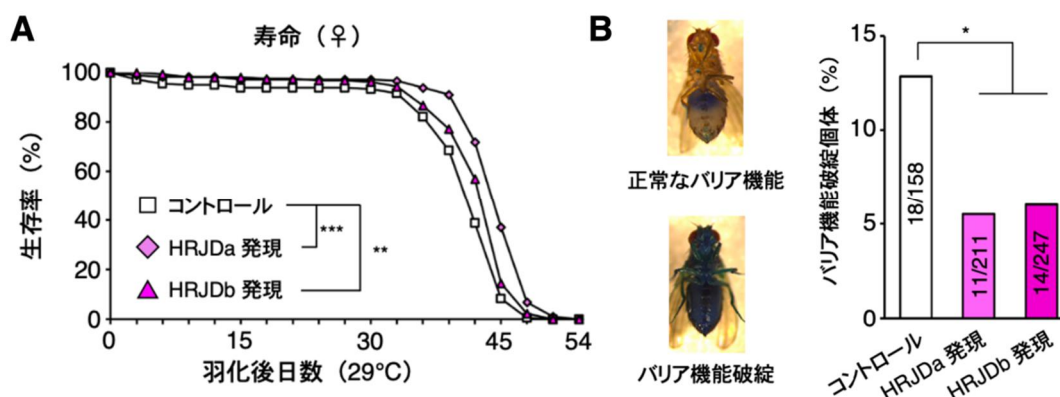 A
寿命（♀）
生存率（%）
100
80
60
40
20
0
コントロール
HRJDa 発現
HRJDb 発現
***
**
0
15
30
45
54
羽化後日数（29°C）
B
正常なバリア機能
バリア機能破綻
バリア機能破綻個体（%）
15
10
5
0
*
18/158
11/211
14/247
コントロール
HRJDa 発現
HRJDb 発現